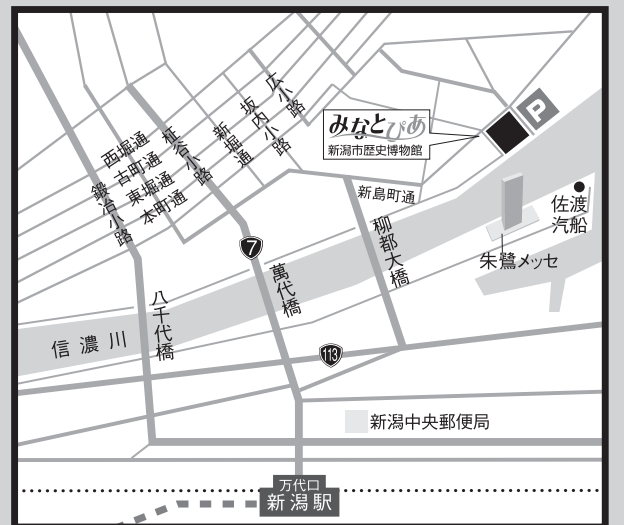 広小路
坂内小路
新堀通
柾谷小路
西堀通
古町通
東堀通
本町通
鍛冶小路
みなとぴあ
新潟市歴史博物館
P
新島町通
佐渡
汽船
朱鷺メッセ
柳都大橋
7
萬代橋
八千代橋
信濃川
113
新潟中央郵便局
万代口
新潟駅